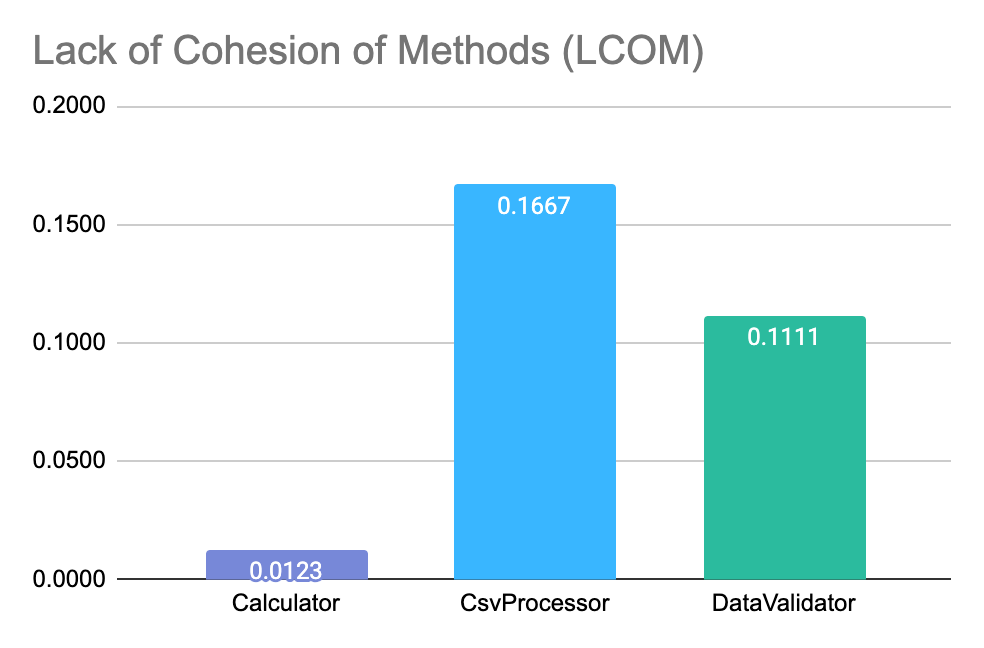 Lack of Cohesion of Methods (LCOM)
0.2000
0.1500
0.1000
0.0500
0.0000
0.0123
0.1667
0.1111
Calculator
CsvProcessor
DataValidator